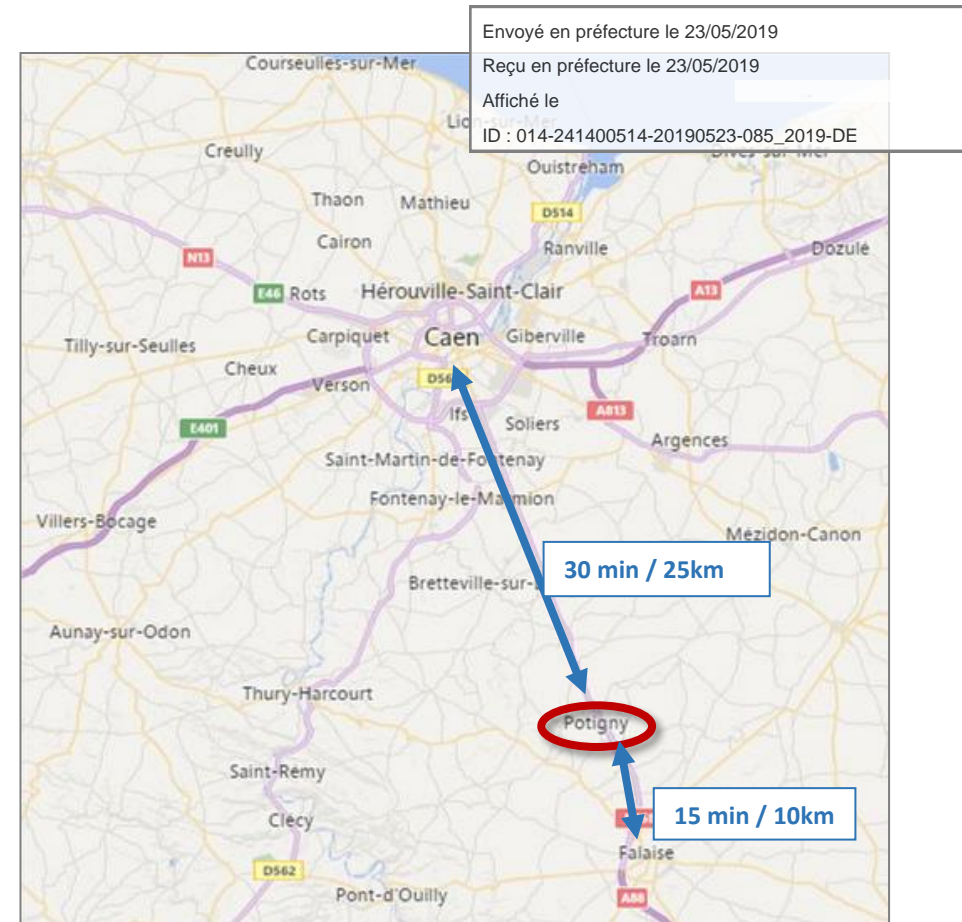 Envoyé en préfecture le 23/05/2019
Reçu en préfecture le 23/05/2019
Affiché le
ID : 014-241400514-20190523-085_2019-DE
Courseulles-sur-Mer
Creully
Ouistreham
Thaon
Mathieu
D514
Cairon
Ranville
Dozulé
N13
E46 Rots
Hérouville-Saint-Clair
A13
Carpiquet
Caen
Giberville
Troarn
Tilly-sur-Seulles
Cheux
Verson
Ifs
A813
E401
Soliers
Argences
Saint-Martin-de-Fontenay
Fontenay-le-Marmion
Villers-Bocage
Mézidon-Canon
30 min / 25km
Bretteville-sur-
Aunay-sur-Odon
Thury-Harcourt
Potigny
Saint-Rémy
15 min / 10km
Clécy
Falaise
D562
Pont-d'Ouilly
A88